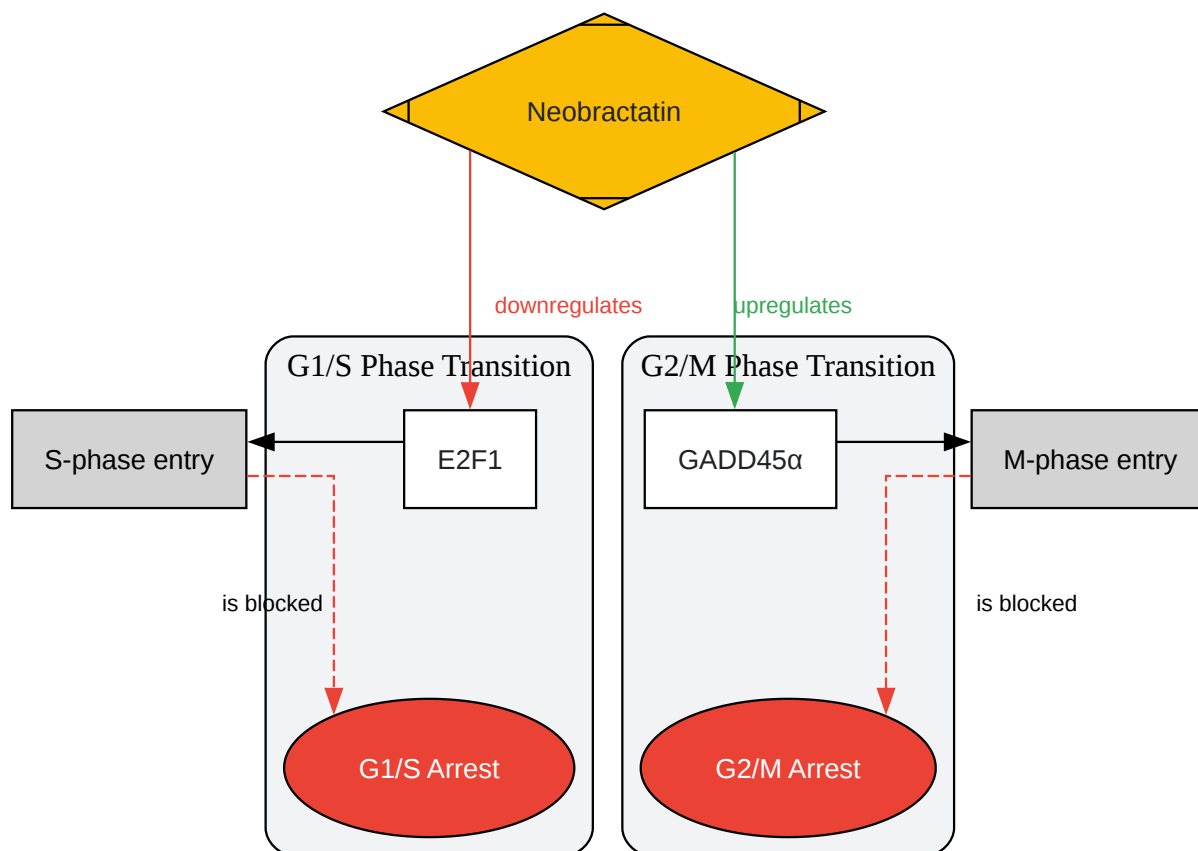 Neobractatin
downregulates
upregulates
G1/S Phase Transition
G2/M Phase Transition
S-phase entry
E2F1
GADD45α
M-phase entry
is blocked
is blocked
G1/S Arrest
G2/M Arrest